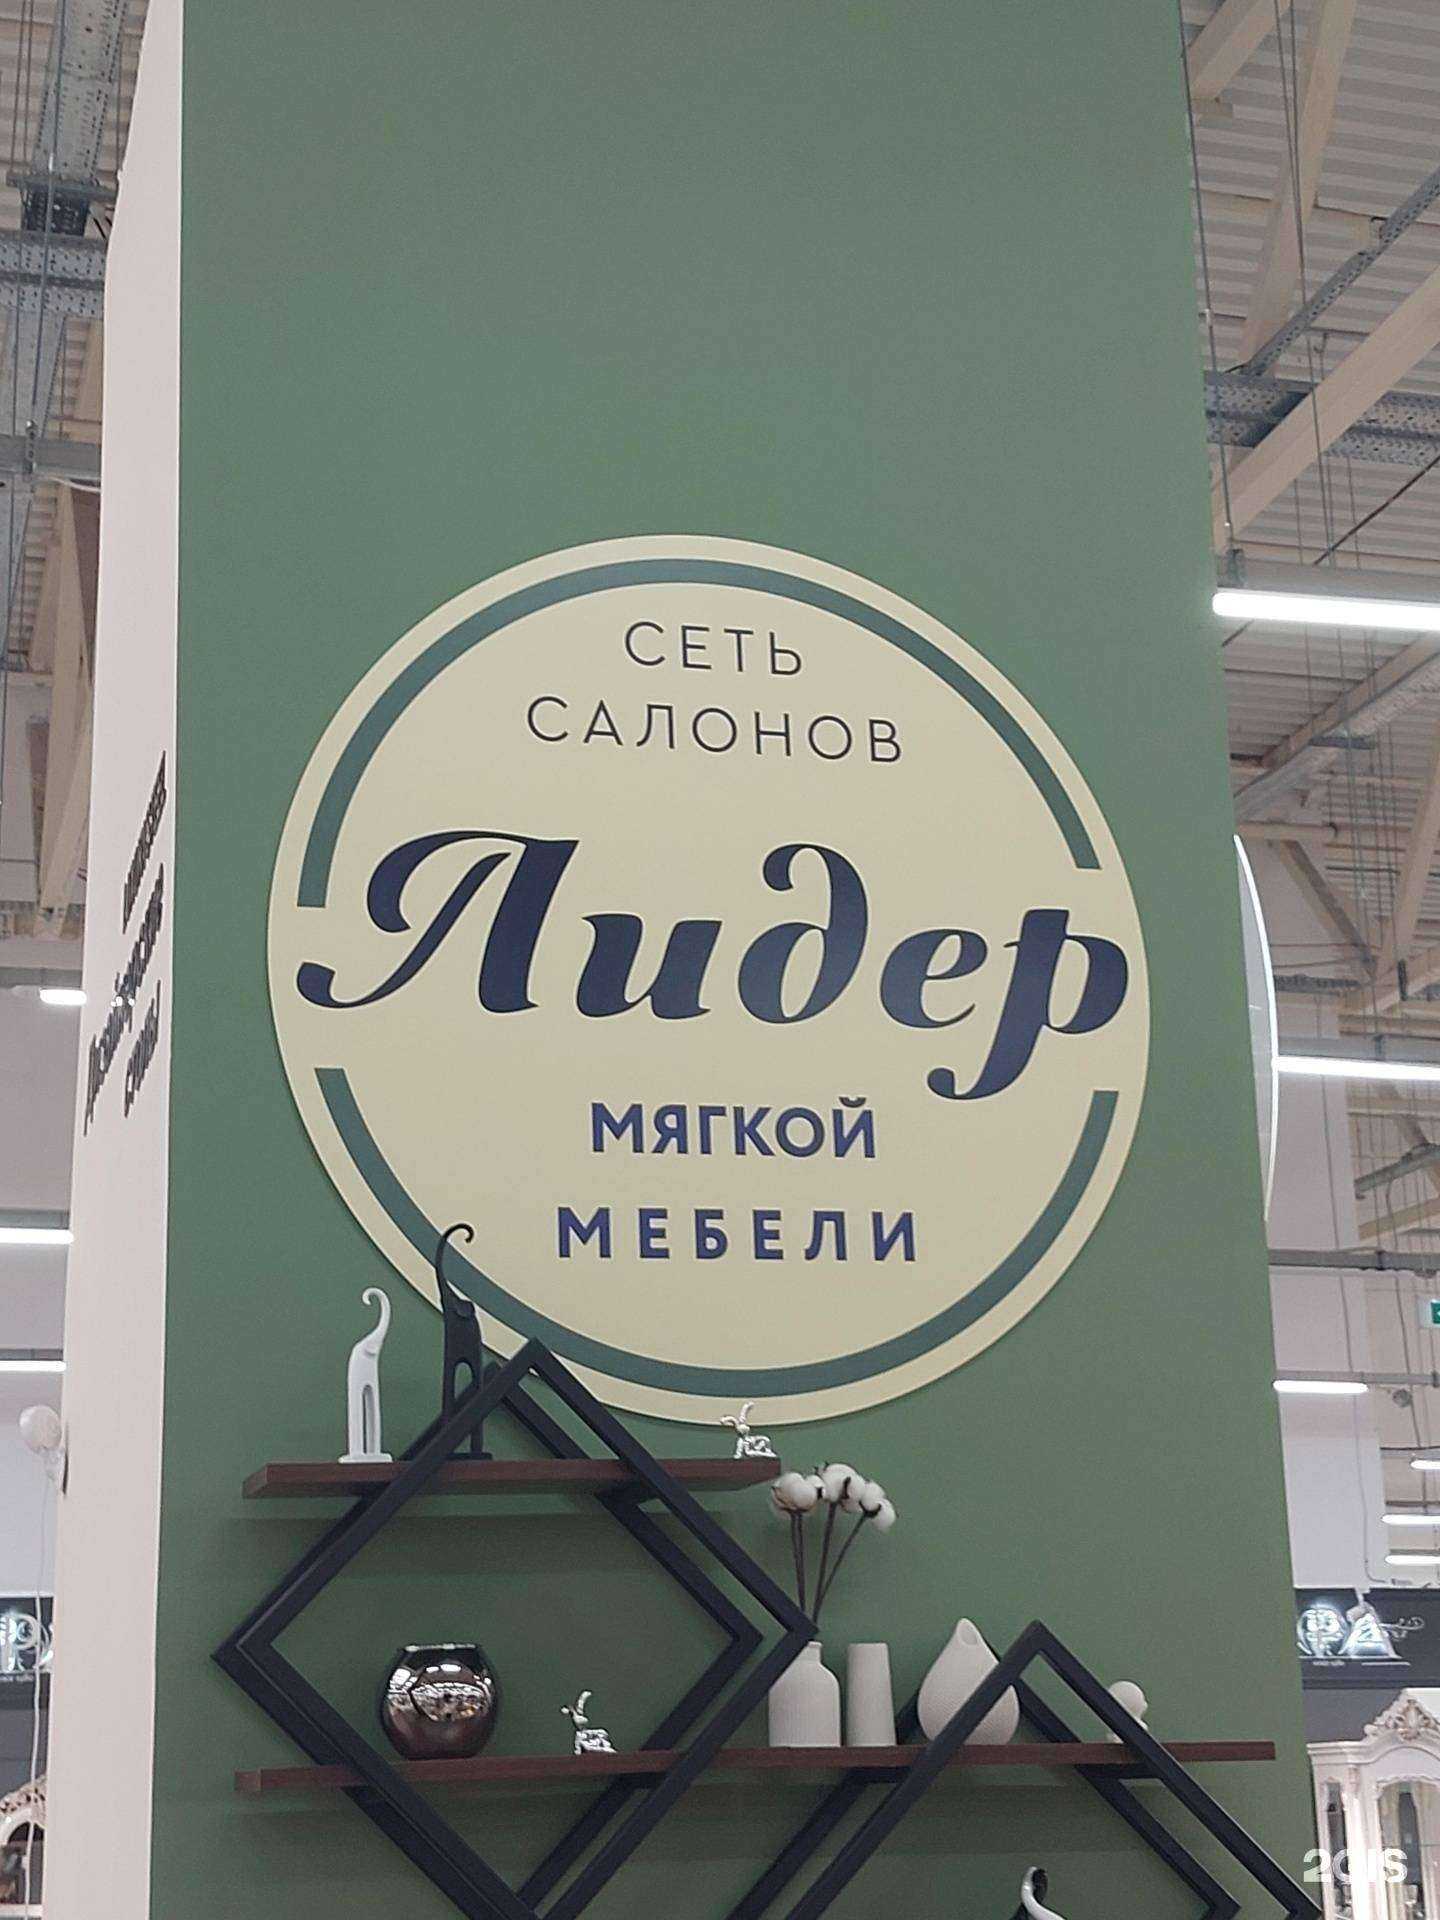 СЕТЬ
САЛОНОВ
Лидер
МЯГКОЙ
МЕБЕЛИ
2GIS